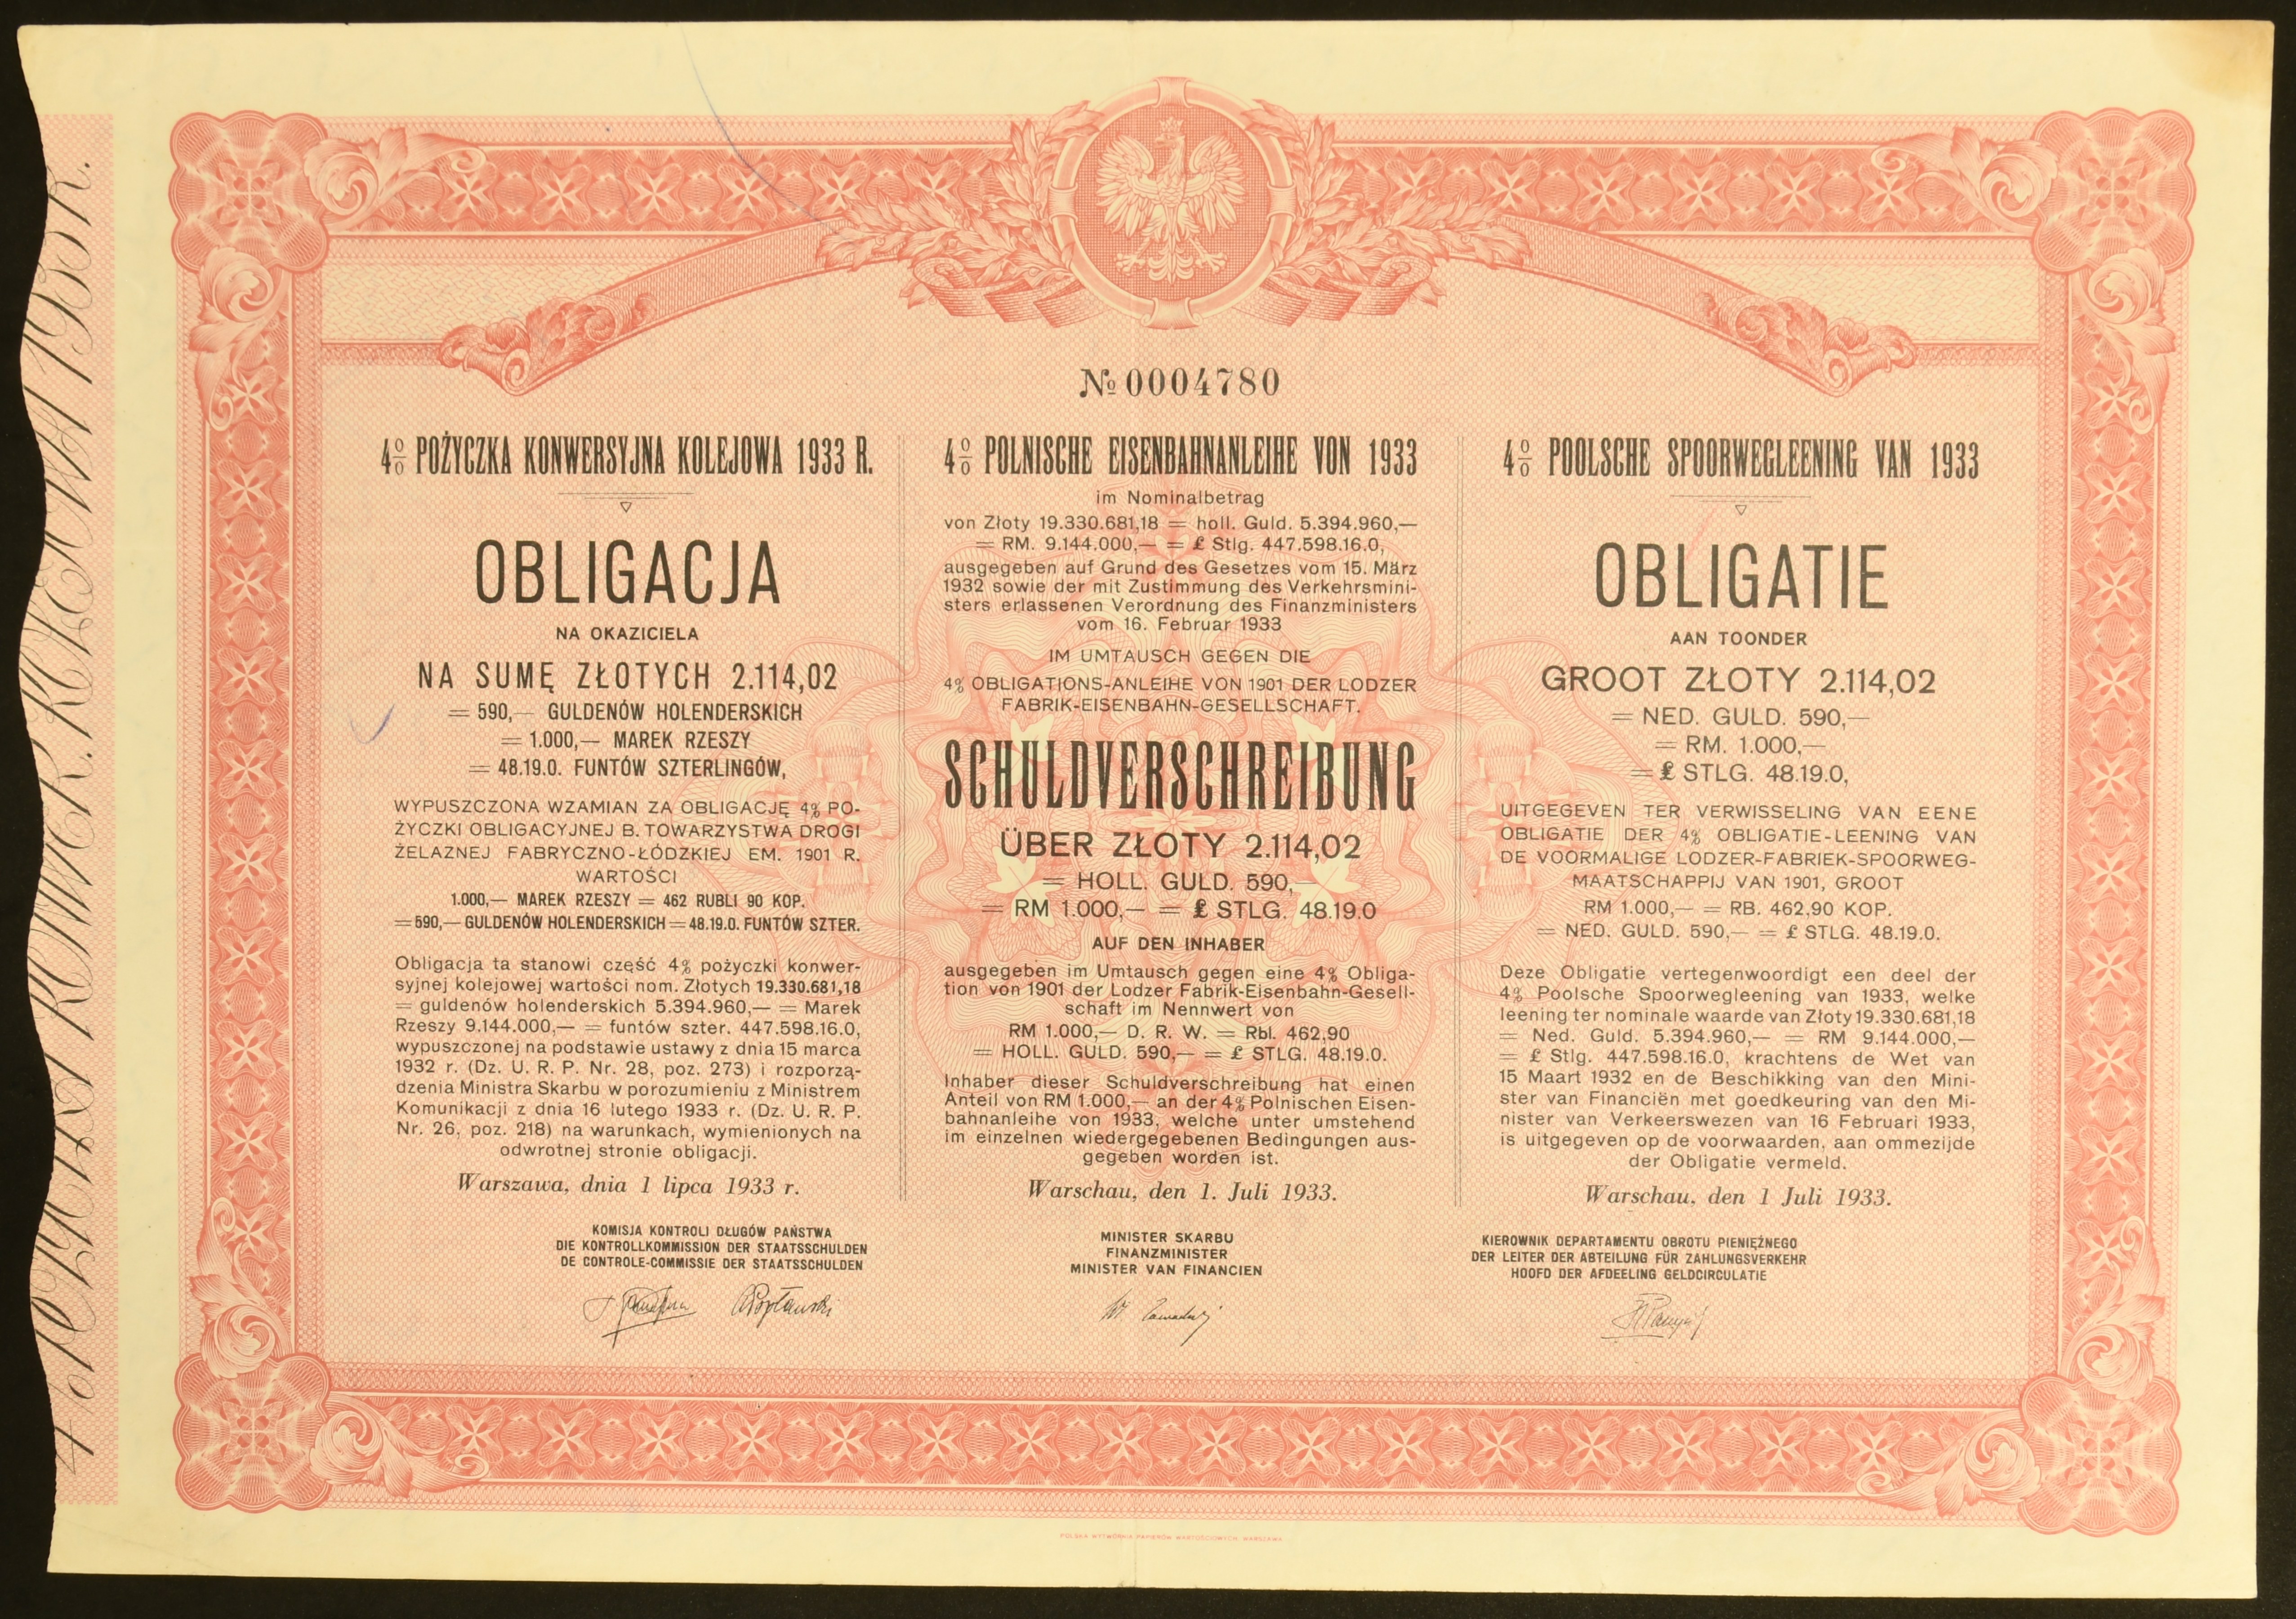 № 0004780
4% POŻYCZKA KONWERSYJNA KOLEJOWA 1933 R.
OBLIGACJA
NA OKAZICIELA
NA SUMĘ ZŁOTYCH 2.114,02
= 590,— GULDENÓW HOLENDERSKICH
= 1.000,— MAREK RZESZY
= 48.19.0. FUNTÓW SZTERLINGÓW,
WYPUSZCZONA WZAMIAN ZA OBLIGACJĘ 4% PO-
ŻYCZKI OBLIGACYJNEJ B. TOWARZYSTWA DROGI
ŻELAZNEJ FABRYCZNO-ŁÓDZKIEJ EM. 1901 R.
WARTOŚCI
1.000,— MAREK RZESZY = 462 RUBLI 90 KOP.
= 590,— GULDENÓW HOLENDERSKICH = 48.19.0. FUNTÓW SZTER.
Obligacja ta stanowi część 4% pożyczki konwer-
syjnej kolejowej wartości nom. Złotych 19.330.681,18
= guldenów holenderskich 5.394.960,— = Marek
Rzeszy 9.144.000,— = funtów szter. 447.598.16.0,
wypuszczonej na podstawie ustawy z dnia 15 marca
1932 r. (Dz. U. R. P. Nr. 28, poz. 273) i rozporzą-
dzenia Ministra Skarbu w porozumieniu z Ministrem
Komunikacji z dnia 16 lutego 1933 r. (Dz. U. R. P.
Nr. 26, poz. 218) na warunkach, wymienionych na
odwrotnej stronie obligacji.
Warszawa, dnia 1 lipca 1933 r.
4% POLNISCHE EISENBAHNANLEIHE VON 1933
im Nominalbetrag
von Złoty 19.330.681,18 = holl. Guld. 5.394.960,—
= RM. 9.144.000,— = £ Stlg. 447.598.16.0,
ausgegeben auf Grund des Gesetzes vom 15. März
1932 sowie der mit Zustimmung des Verkehrsmini-
sters erlassenen Verordnung des Finanzministers
vom 16. Februar 1933
IM UMTAUSCH GEGEN DIE
4% OBLIGATIONS-ANLEIHE VON 1901 DER LODZER
FABRIK-EISENBAHN-GESELLSCHAFT.
SCHULDVERSCHREIBUNG
ÜBER ZŁOTY 2.114,02
= HOLL. GULD. 590,—
= RM 1.000,— = £ STLG. 48.19.0
AUF DEN INHABER
ausgegeben im Umtausch gegen eine 4% Obliga-
tion von 1901 der Lodzer Fabrik-Eisenbahn-Gesell-
schaft im Nennwert von
RM 1.000,— D. R. W. = Rbl. 462,90
= HOLL. GULD. 590,— = £ STLG. 48.19.0.
Inhaber dieser Schuldverschreibung hat einen
Anteil von RM 1.000,— an der 4% Polnischen Eisen-
bahnanleihe von 1933, welche unter umstehend
im einzelnen wiedergegebenen Bedingungen aus-
gegeben worden ist.
Warschau, den 1. Juli 1933.
4% POOLSCHE SPOORWEGLEENING VAN 1933
OBLIGATIE
AAN TOONDER
GROOT ZŁOTY 2.114,02
= NED. GULD. 590,—
= RM. 1.000,—
= £ STLG. 48.19.0,
UITGEGEVEN TER VERWISSELING VAN EENE
OBLIGATIE DER 4% OBLIGATIE-LEENING VAN
DE VOORMALIGE LODZER-FABRIEK-SPOORWEG-
MAATSCHAPPIJ VAN 1901, GROOT
RM 1.000,— = RB. 462,90 KOP.
= NED. GULD. 590,— = £ STLG. 48.19.0.
Deze Obligatie vertegenwoordigt een deel der
4% Poolsche Spoorwegleening van 1933, welke
leening ter nominale waarde van Złoty 19.330.681,18
= Ned. Guld. 5.394.960,— = RM 9.144.000,—
= £ Stlg. 447.598.16.0, krachtens de Wet van
15 Maart 1932 en de Beschikking van den Mini-
ster van Financiën met goedkeuring van den Mi-
nister van Verkeerswezen van 16 Februari 1933,
is uitgegeven op de voorwaarden, aan ommezijde
der Obligatie vermeld.
Warschau, den 1 Juli 1933.
KOMISJA KONTROLI DŁUGÓW PAŃSTWA
DIE KONTROLLKOMMISSION DER STAATSSCHULDEN
DE CONTROLE-COMMISSIE DER STAATSSCHULDEN
MINISTER SKARBU
FINANZMINISTER
MINISTER VAN FINANCIEN
KIEROWNIK DEPARTAMENTU OBROTU PIENIĘŻNEGO
DER LEITER DER ABTEILUNG FÜR ZAHLUNGSVERKEHR
HOOFD DER AFDEELING GELDCIRCULATIE
POLSKA WYTWÓRNIA PAPIERÓW WARTOŚCIOWYCH WARSZAWA